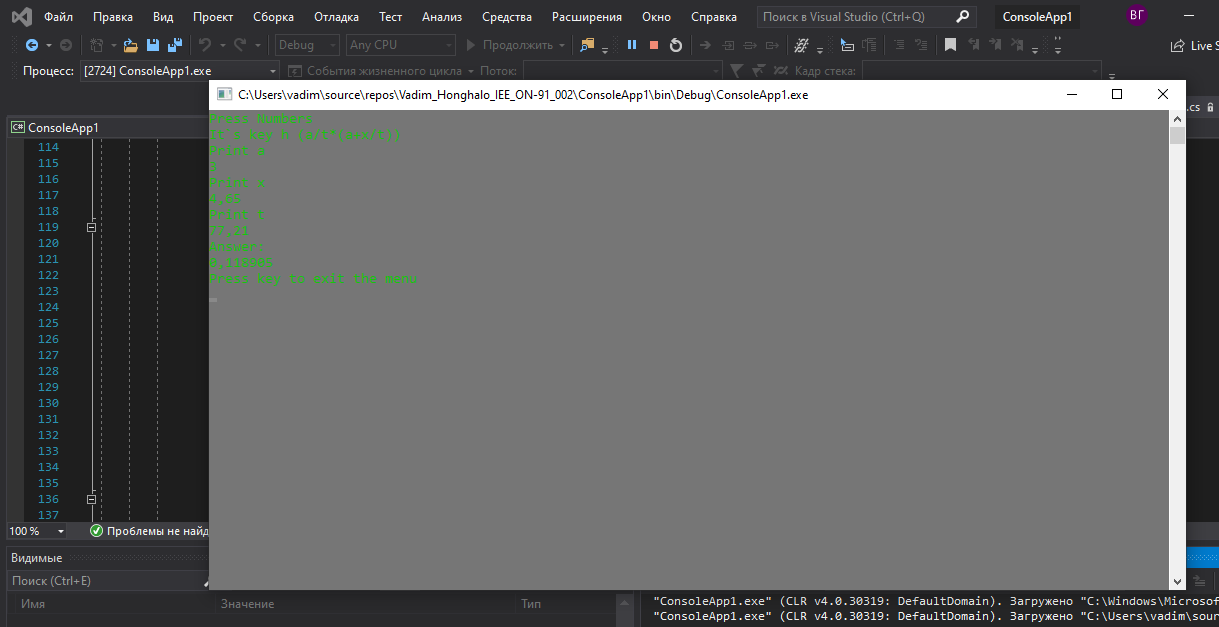 Файл Правка Вид Проект Сборка Отладка Тест Анализ Средства Расширения Окно Справка Поиск в Visual Studio (Ctrl+Q) ConsoleApp1 ВГ
Debug Any CPU Продолжить Live S
Процесс: [2724] ConsoleApp1.exe События жизненного цикла Поток: Кадр стека:
C:\Users\vadim\source\repos\Vadim_Honghalo_IEE_ON-91_002\ConsoleApp1\bin\Debug\ConsoleApp1.exe
.cs
ConsoleApp1
Press Numbers
It's key
Print
Print x
Print t
77,21
Answer:
Press key to exit the menu
114
115
116
117
118
119
120
121
122
123
124
125
126
127
128
129
130
131
132
133
134
135
136
137
100 % Проблемы не найд
Видимые
Поиск (Ctrl+E)
Имя Значение Тип
"ConsoleApp1.exe" (CLR v4.0.30319: DefaultDomain). Загружено "C:\Windows\Microsof
"ConsoleApp1.exe" (CLR v4.0.30319: DefaultDomain). Загружено "C:\Users\vadim\sour